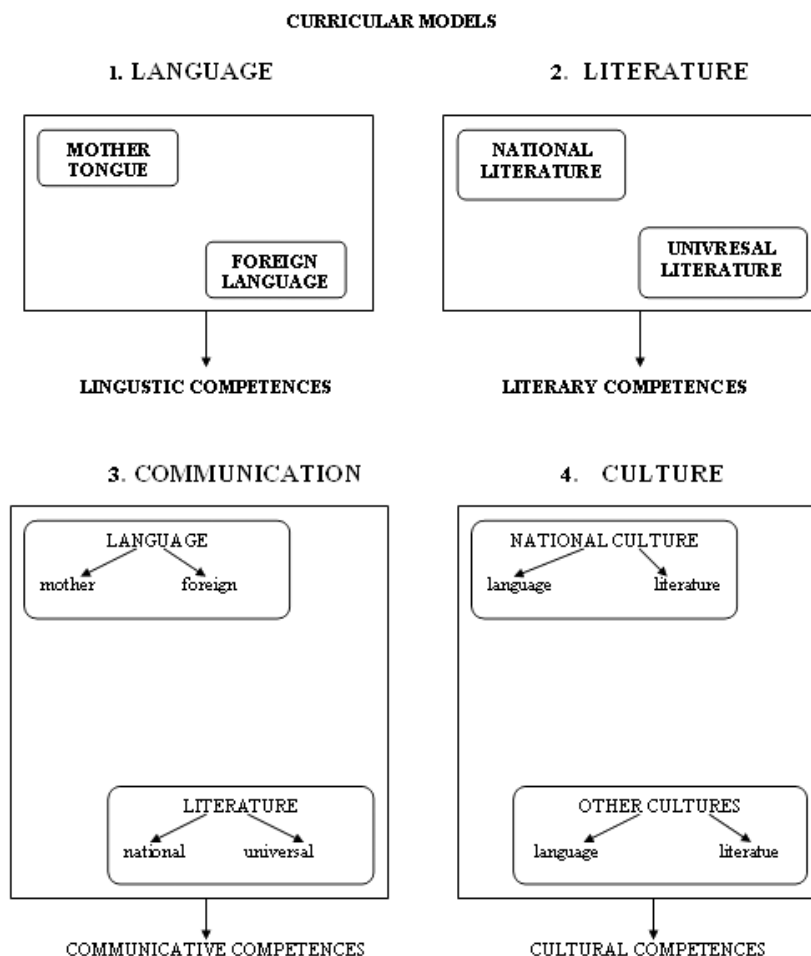 CURRICULAR MODELS
1. LANGUAGE
2. LITERATURE
MOTHER
TONGUE
FOREIGN
LANGUAGE
NATIONAL
LITERATURE
UNIVRESAL
LITERATURE
LINGUSTIC COMPETENCES
LITERARY COMPETENCES
3. COMMUNICATION
4. CULTURE
LANGUAGE
mother foreign
LITERATURE
national universal
NATIONAL CULTURE
language literature
OTHER CULTURES
language literatue
COMMUNICATIVE COMPETENCES
CULTURAL COMPETENCES